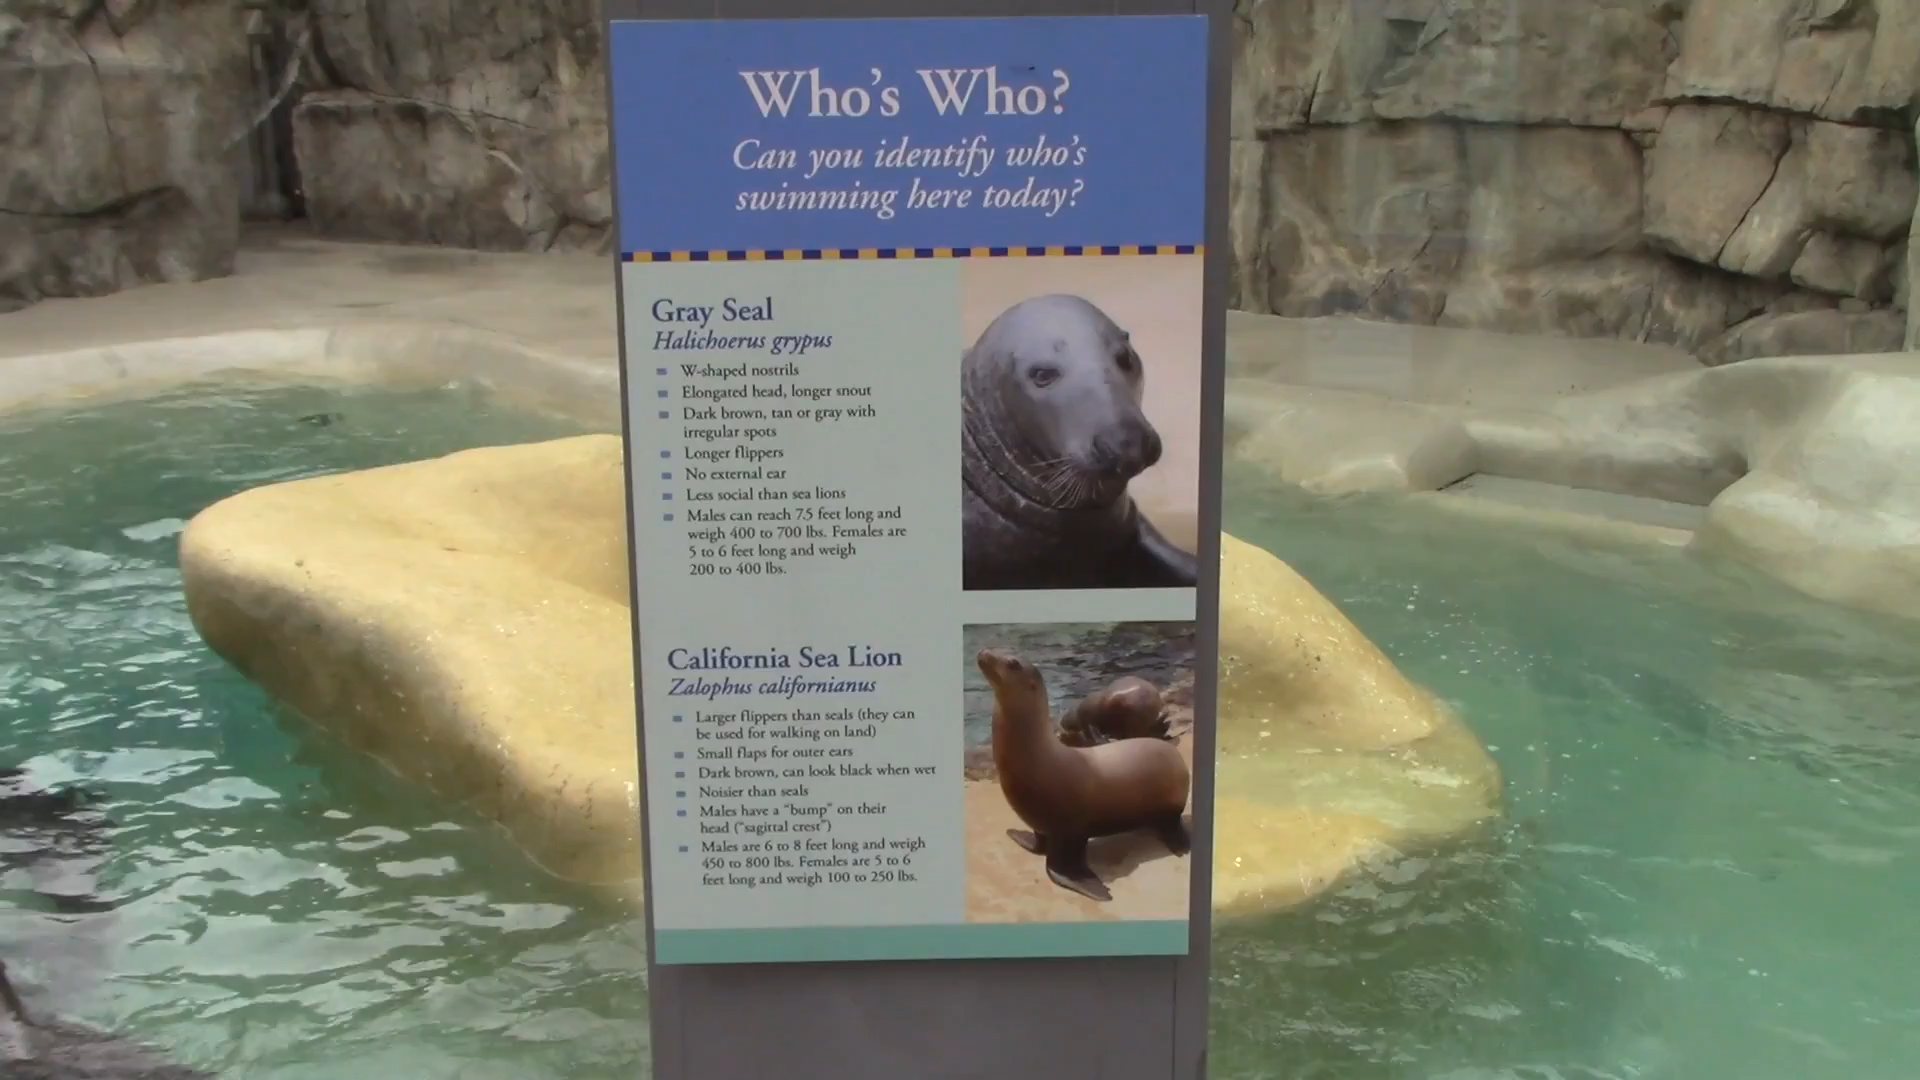 Who's Who?
Can you identify who's
swimming here today?
Gray Seal
Halichoerus grypus
W-shaped nostrils
Elongated head, longer snout
Dark brown, tan or gray with
irregular spots
Longer flippers
No external ear
Less social than sea lions
Males can reach 7.5 feet long and
weigh 400 to 700 lbs. Females are
5 to 6 feet long and weigh
200 to 400 lbs.
California Sea Lion
Zalophus californianus
Larger flippers than seals (they can
be used for walking on land)
Small flaps for outer ears
Dark brown, can look black when wet
Noisier than seals
Males have a "bump" on their
head ("sagittal crest")
Males are 6 to 8 feet long and weigh
450 to 800 lbs. Females are 5 to 6
feet long and weigh 100 to 250 lbs.